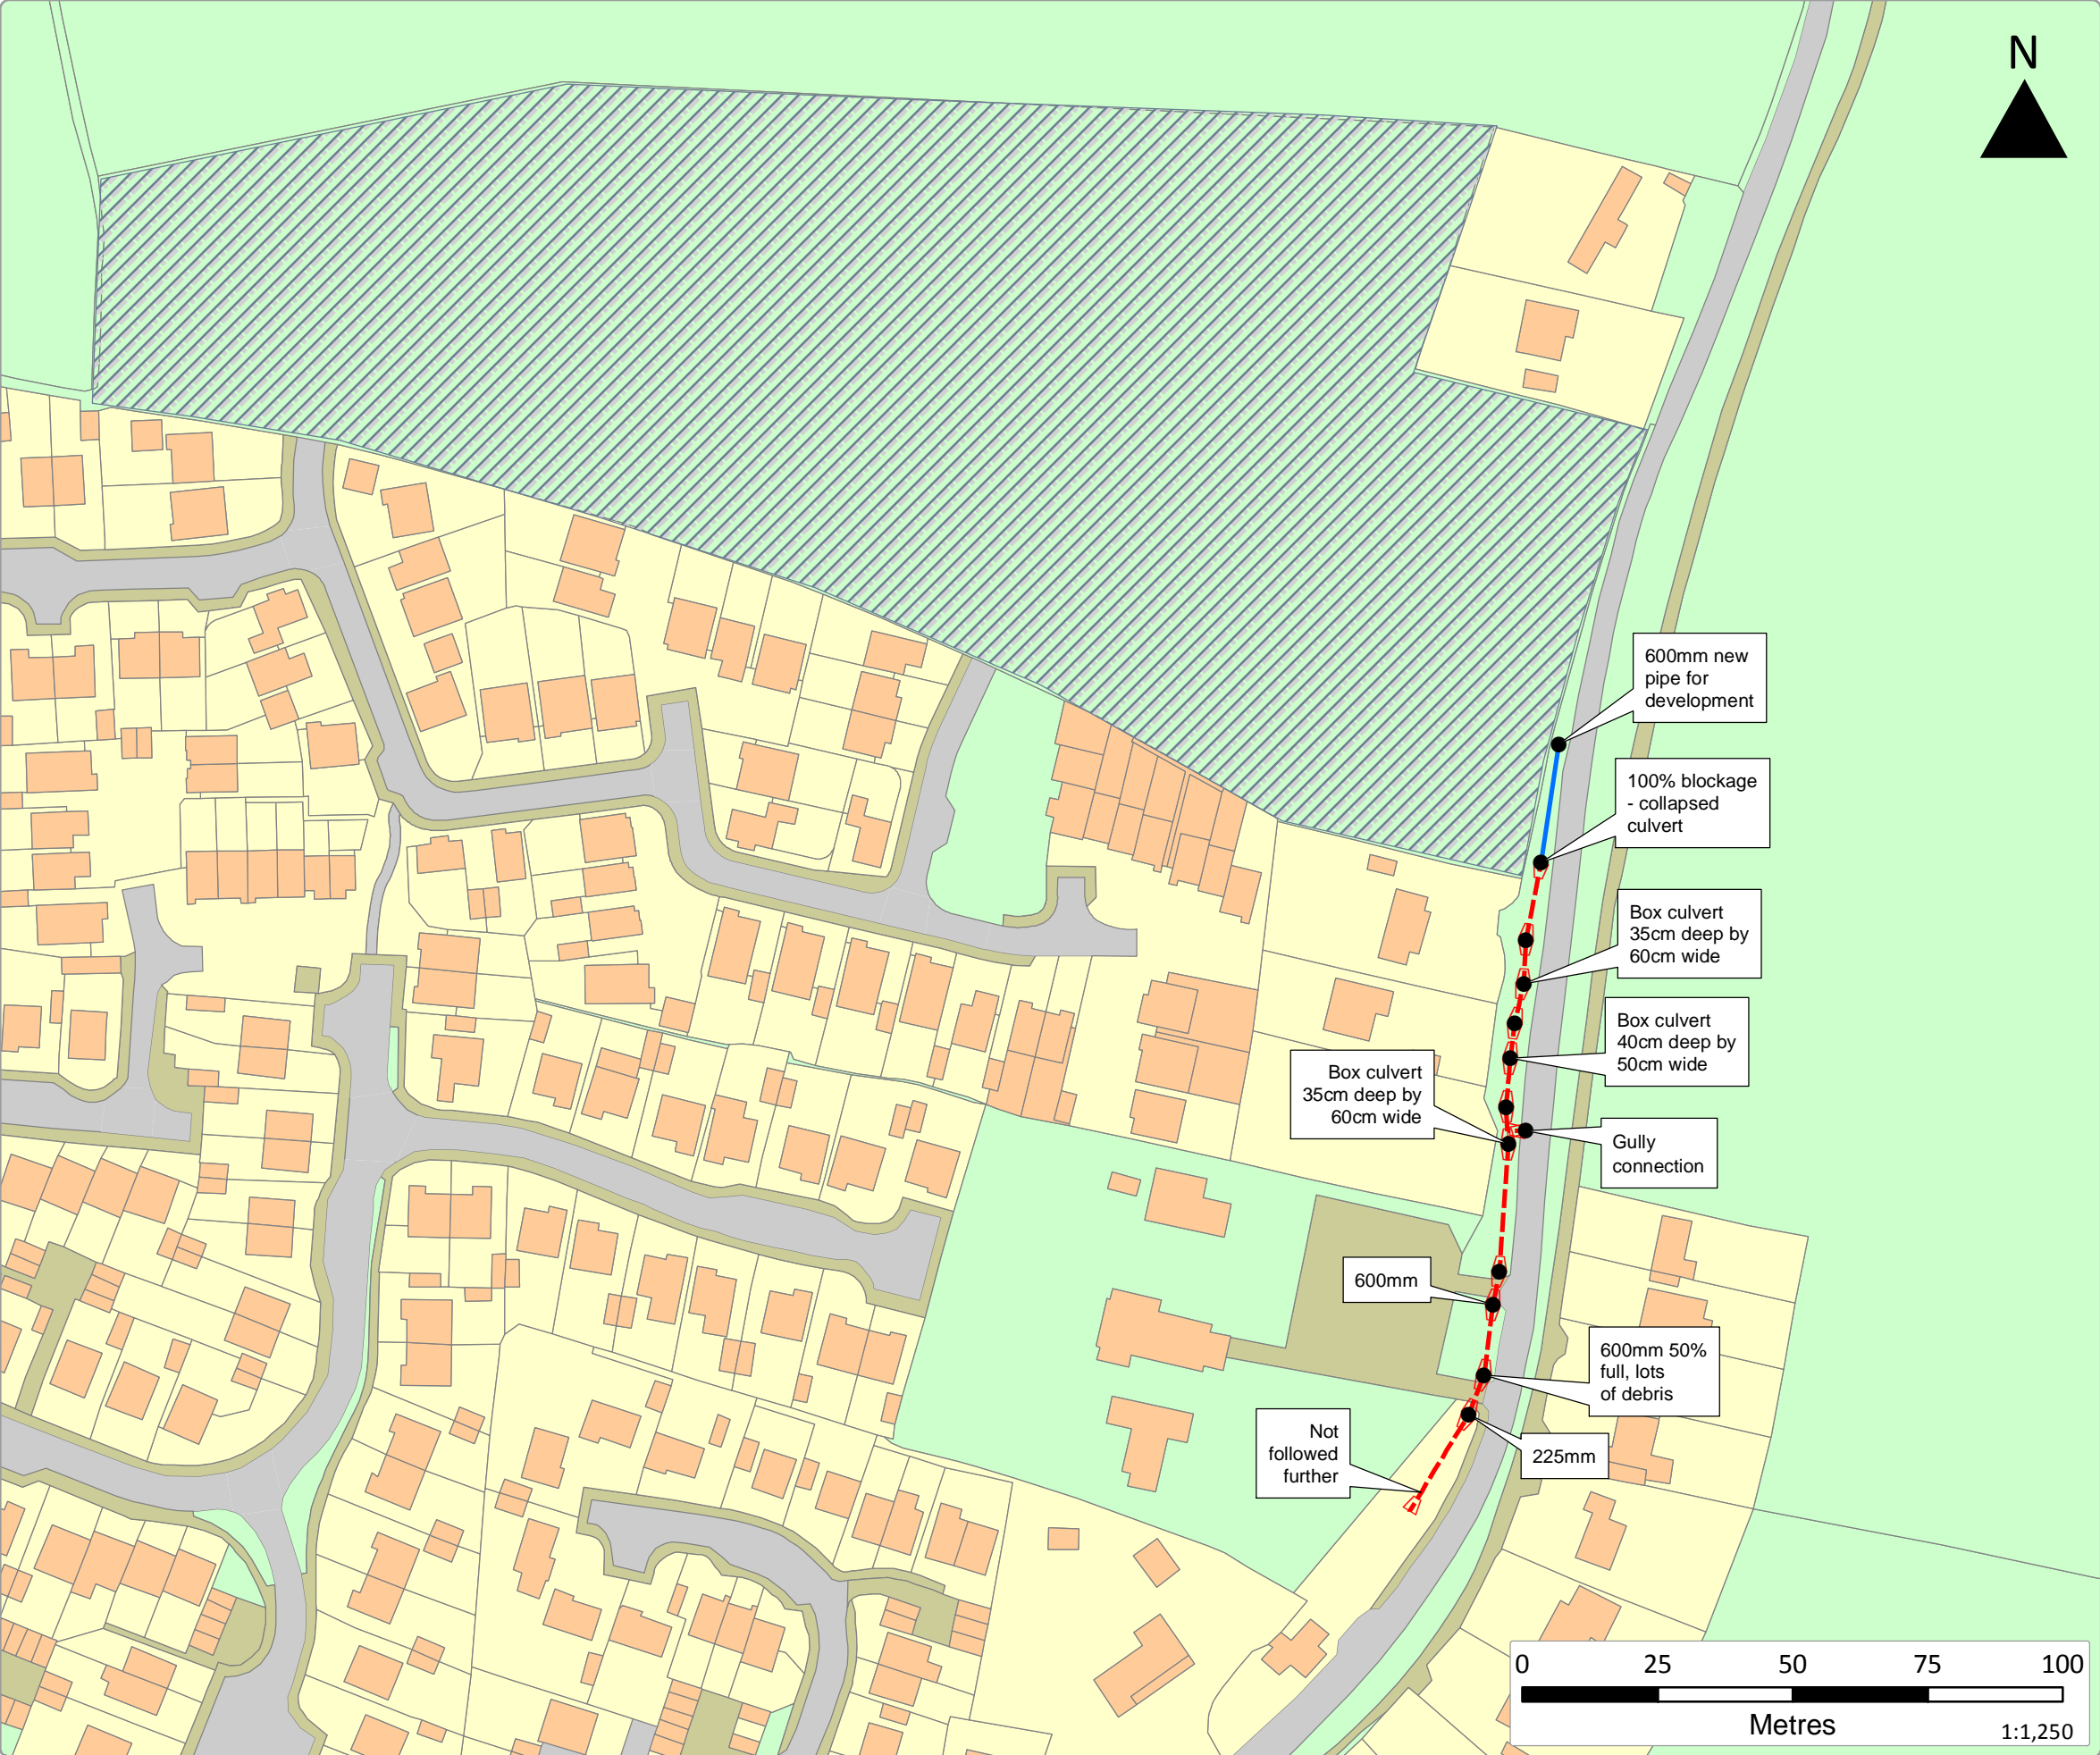 N
600mm new
pipe for
development
100% blockage
- collapsed
culvert
Box culvert
35cm deep by
60cm wide
Box culvert
40cm deep by
50cm wide
Box culvert
35cm deep by
60cm wide
Gully
connection
600mm
600mm 50%
full, lots
of debris
Not
followed
further
225mm
0 25 50 75 100
Metres
1:1,250